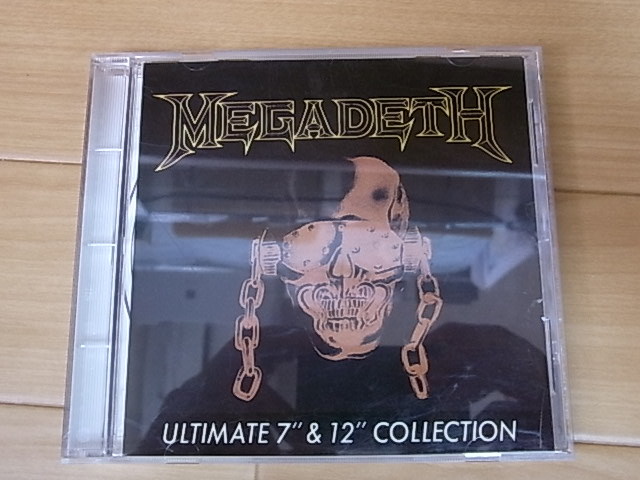 MEGADETH
ULTIMATE 7" & 12" COLLECTION